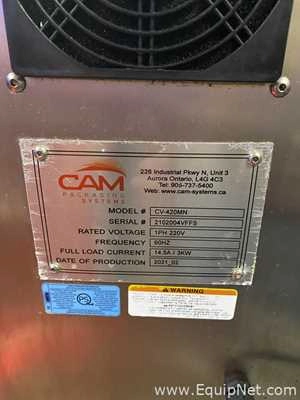 CAM
PACKAGING
SYSTEMS
226 Industrial Pkwy N, Unit 3
Aurora Ontario, L4G 4C3
Tel: 905-737-5400
Web: www.cam-systems.ca
MODEL # CV-420MN
SERIAL # 2102004VFFS
RATED VOLTAGE 1PH 220V
FREQUENCY 60HZ
FULL LOAD CURRENT 14.5A / 3KW
DATE OF PRODUCTION 2021_02
WARNING
www.EquipNet.com